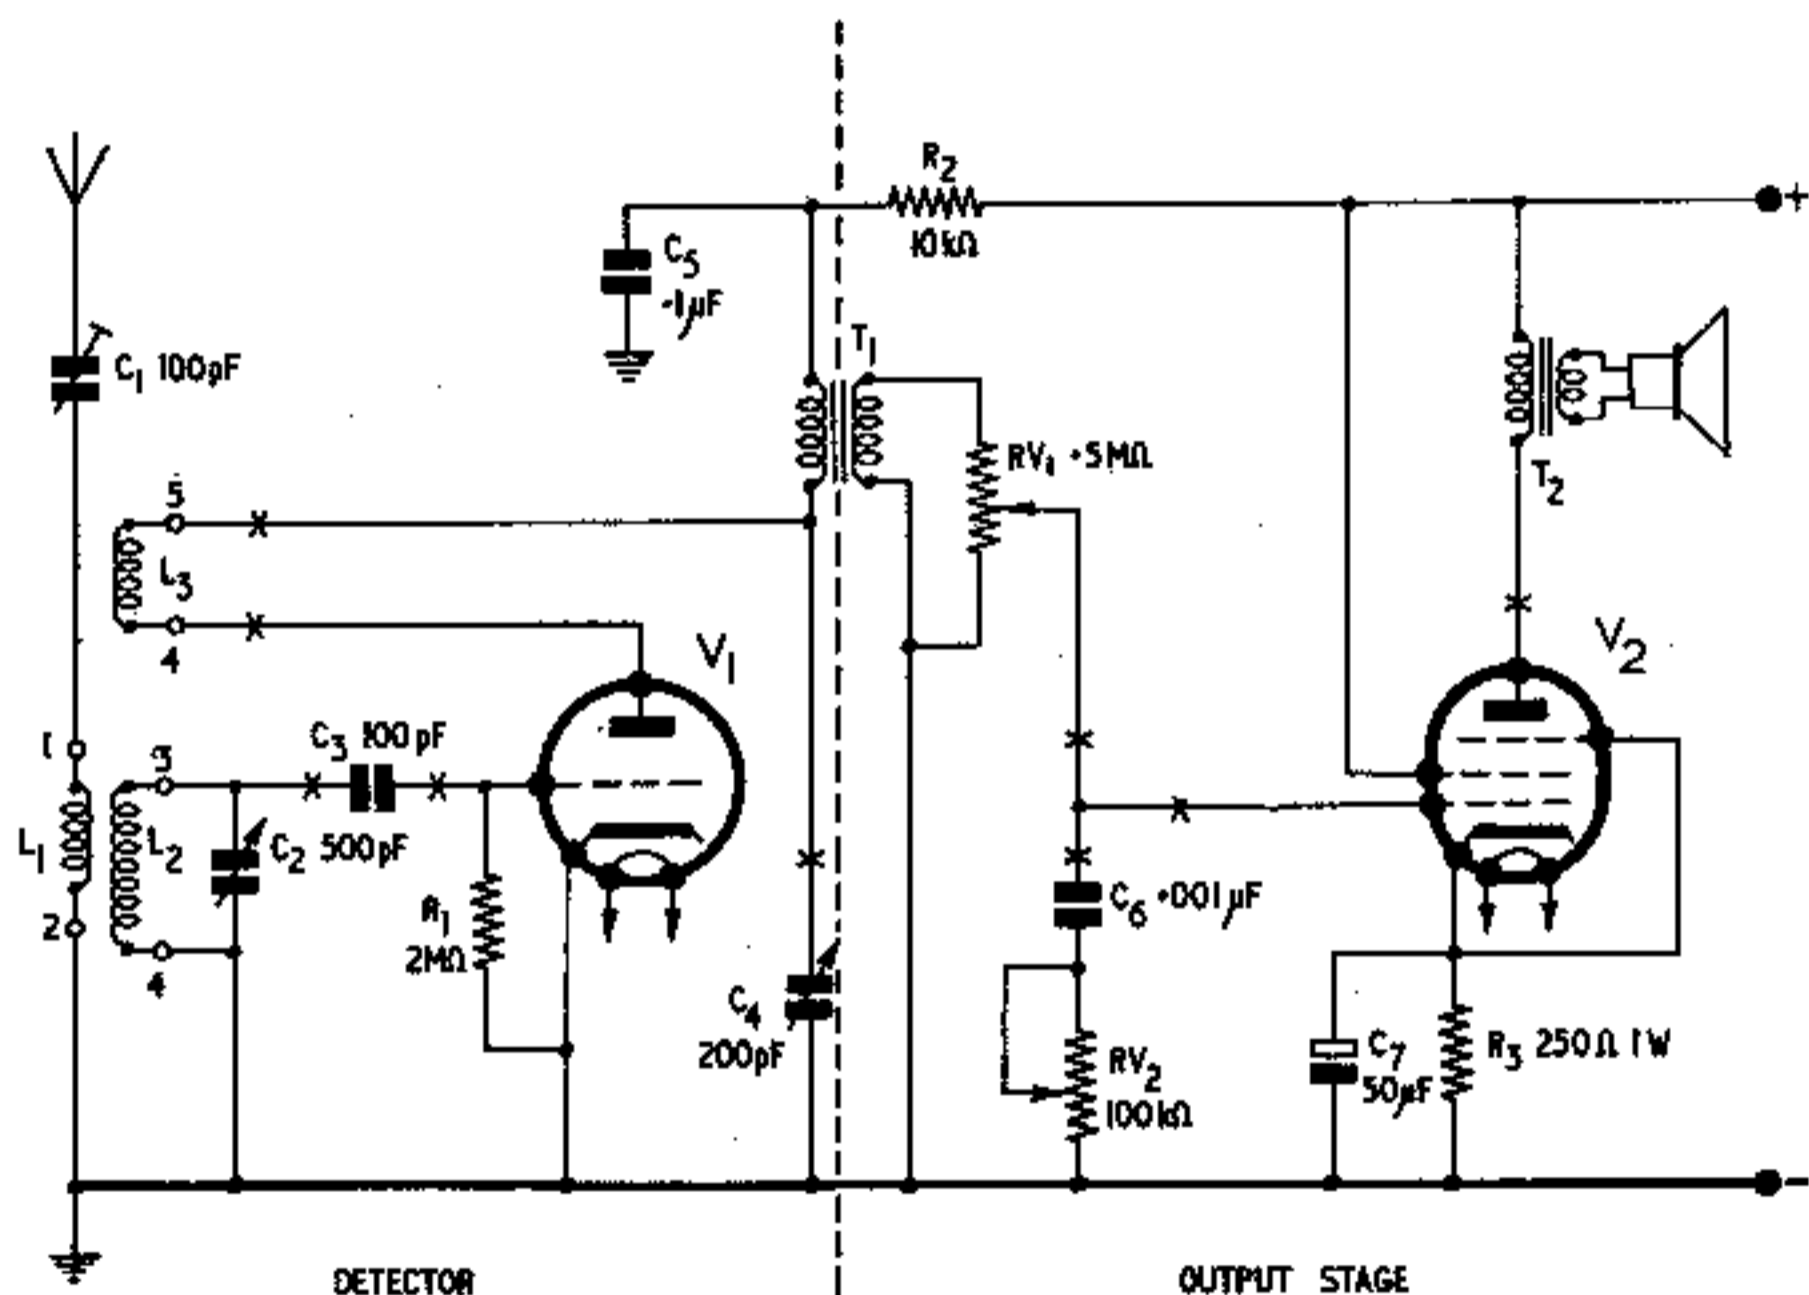 R2
10kΩ
+
C5
·1µF
C1 100pF
T1
RV1 ·5MΩ
T2
5
L3
4
V1
V2
1
3
C3 100pF
L1
L2
C2 500pF
2
4
R1
2MΩ
C6 ·001µF
C4
200pF
RV2
100kΩ
C7
50µF
R3 250Ω 1W
-
DETECTOR
OUTPUT STAGE